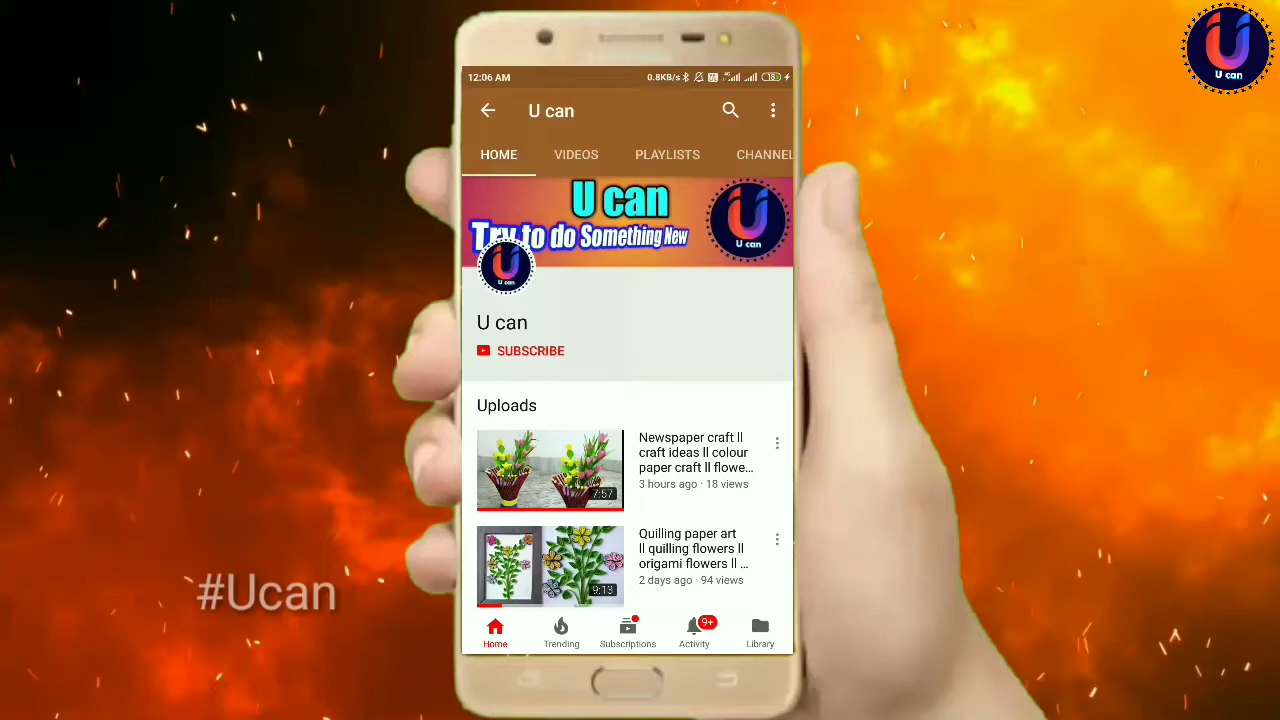 U can
12:06 AM 0.8KB/s 18
U can
HOME VIDEOS PLAYLISTS CHANNEL
U can
Try to do Something New
U can
U can
U can
SUBSCRIBE
Uploads
Newspaper craft ll
craft ideas ll colour
paper craft ll flowe...
3 hours ago · 18 views
7:57
Quilling paper art
ll quilling flowers ll
origami flowers ll ...
2 days ago · 94 views
9:13
#Ucan
9+
Home Trending Subscriptions Activity Library